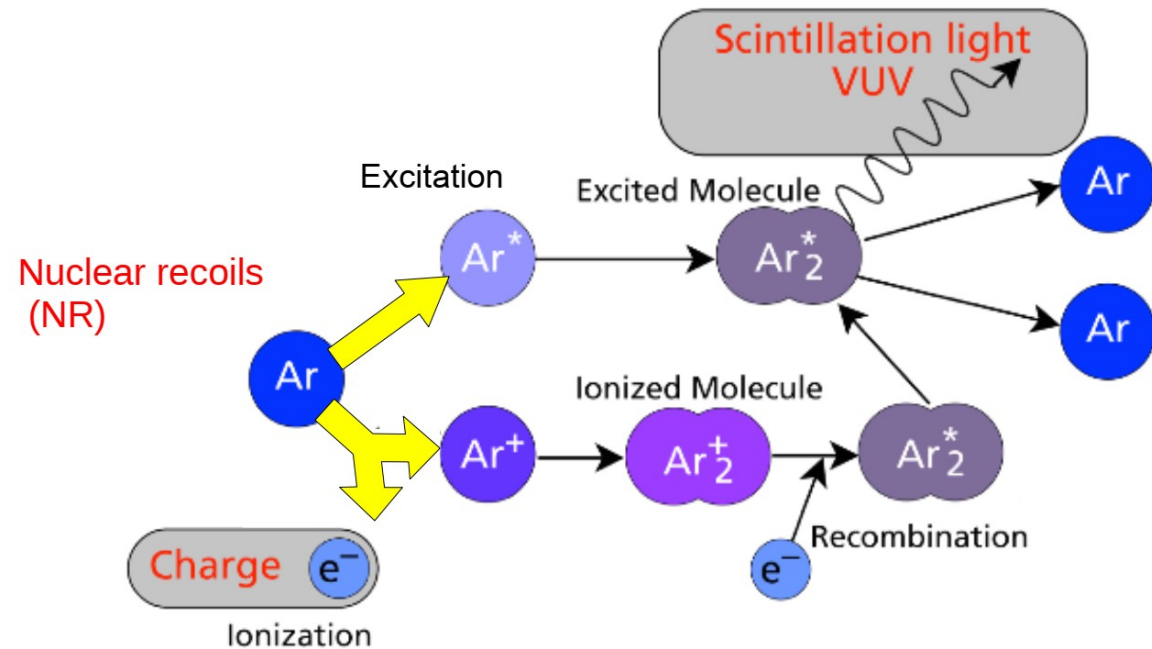 Scintillation light
VUV
Excitation
Excited Molecule
Ar
Ar*
Ar₂*
Nuclear recoils
(NR)
Ar
Ar
Ionized Molecule
Ar⁺
Ar₂⁺
Ar₂*
Recombination
e⁻
Charge
e⁻
Ionization